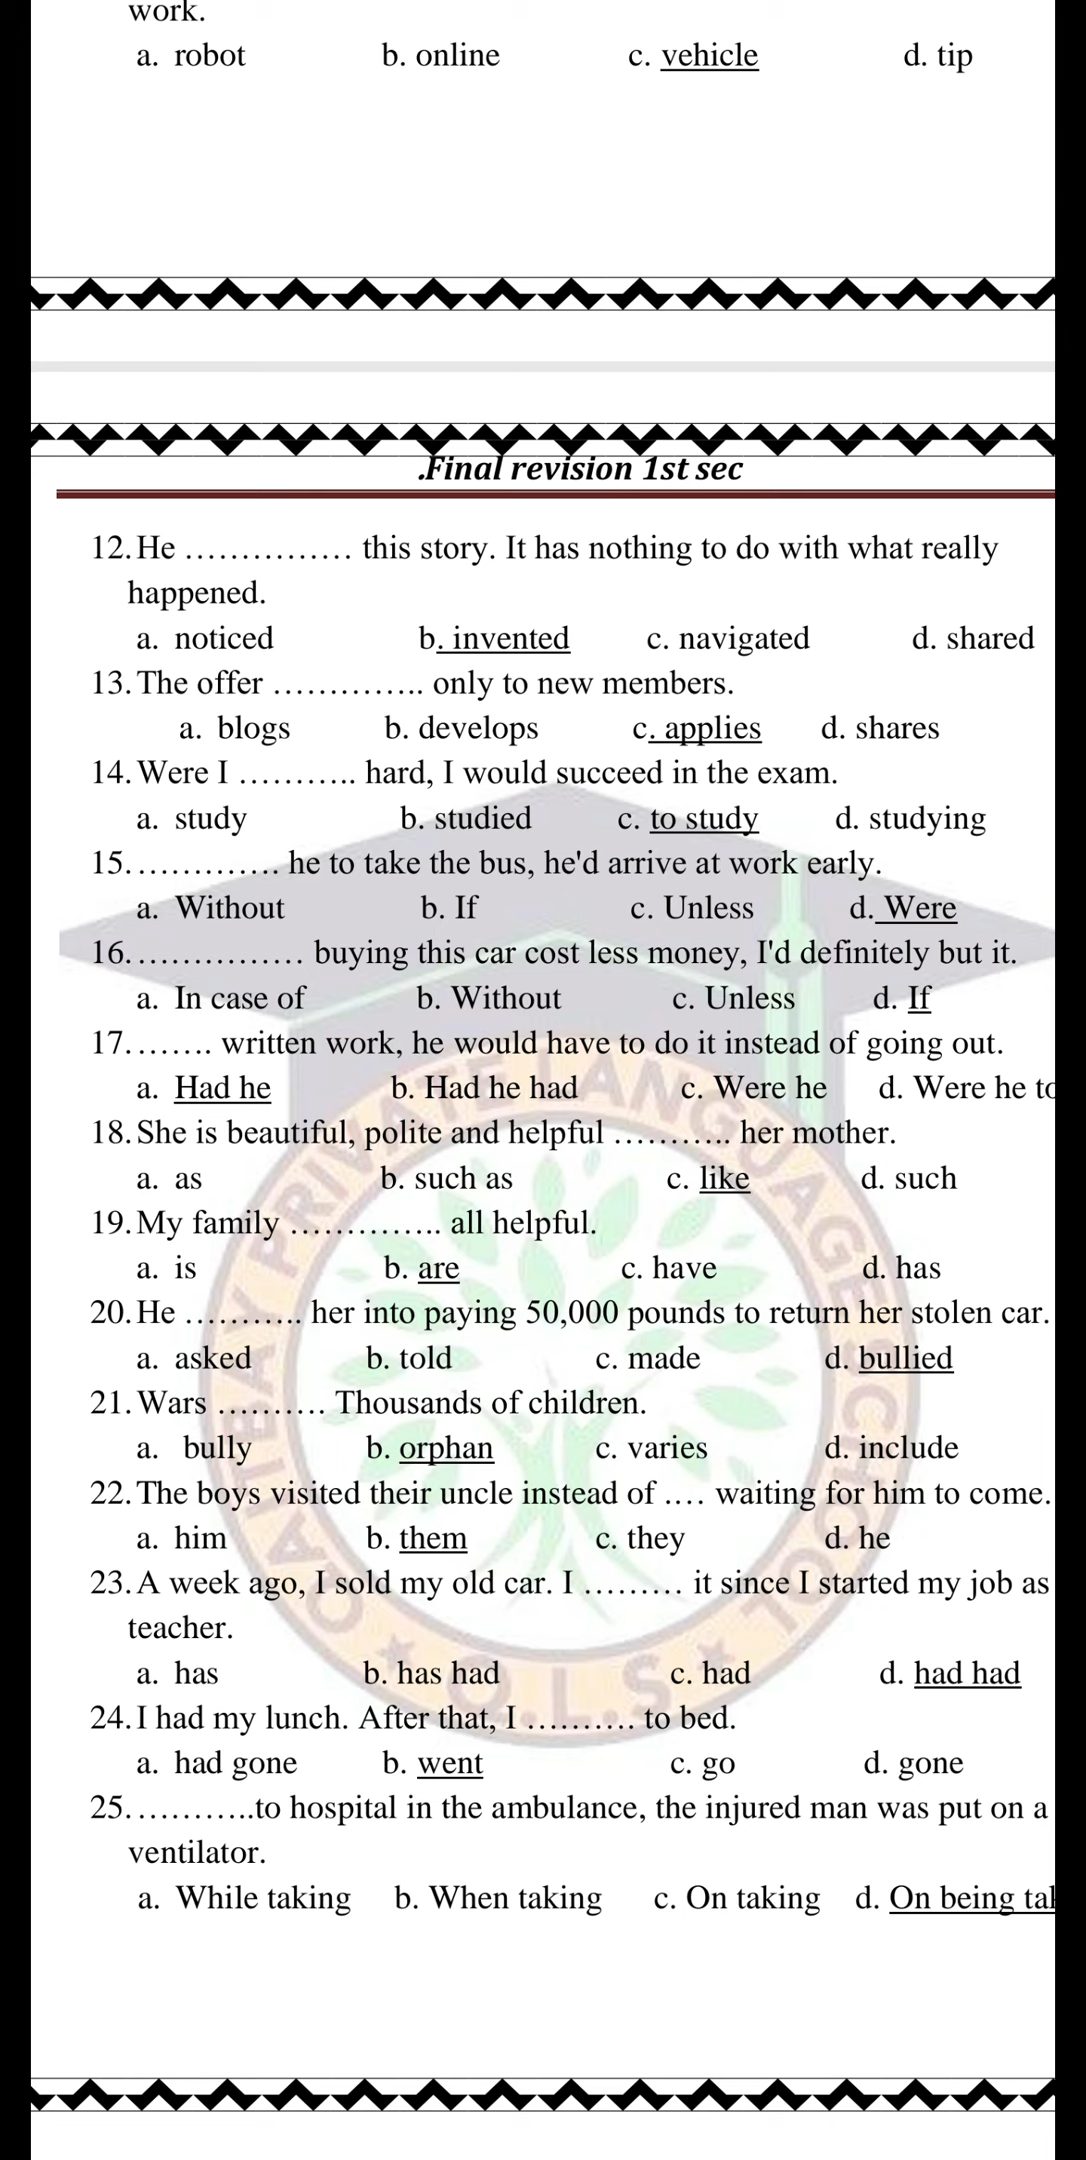 work.
a. robot b. online c. vehicle d. tip
.Final revision 1st sec
12. He …………… this story. It has nothing to do with what really
happened.
a. noticed b. invented c. navigated d. shared
13. The offer ………….. only to new members.
a. blogs b. develops c. applies d. shares
14. Were I ……….. hard, I would succeed in the exam.
a. study b. studied c. to study d. studying
15. …………. he to take the bus, he'd arrive at work early.
a. Without b. If c. Unless d. Were
16. …………… buying this car cost less money, I'd definitely but it.
a. In case of b. Without c. Unless d. If
17. ……. written work, he would have to do it instead of going out.
a. Had he b. Had he had c. Were he d. Were he to
18. She is beautiful, polite and helpful ……….. her mother.
a. as b. such as c. like d. such
19. My family ………….. all helpful.
a. is b. are c. have d. has
20. He ……….. her into paying 50,000 pounds to return her stolen car.
a. asked b. told c. made d. bullied
21. Wars ………. Thousands of children.
a. bully b. orphan c. varies d. include
22. The boys visited their uncle instead of …. waiting for him to come.
a. him b. them c. they d. he
23. A week ago, I sold my old car. I ……… it since I started my job as
teacher.
a. has b. has had c. had d. had had
24. I had my lunch. After that, I ………. to bed.
a. had gone b. went c. go d. gone
25. ………..to hospital in the ambulance, the injured man was put on a
ventilator.
a. While taking b. When taking c. On taking d. On being
QAITBAY PRIVATE LANGUAGE SCHOOL
Q.L.S